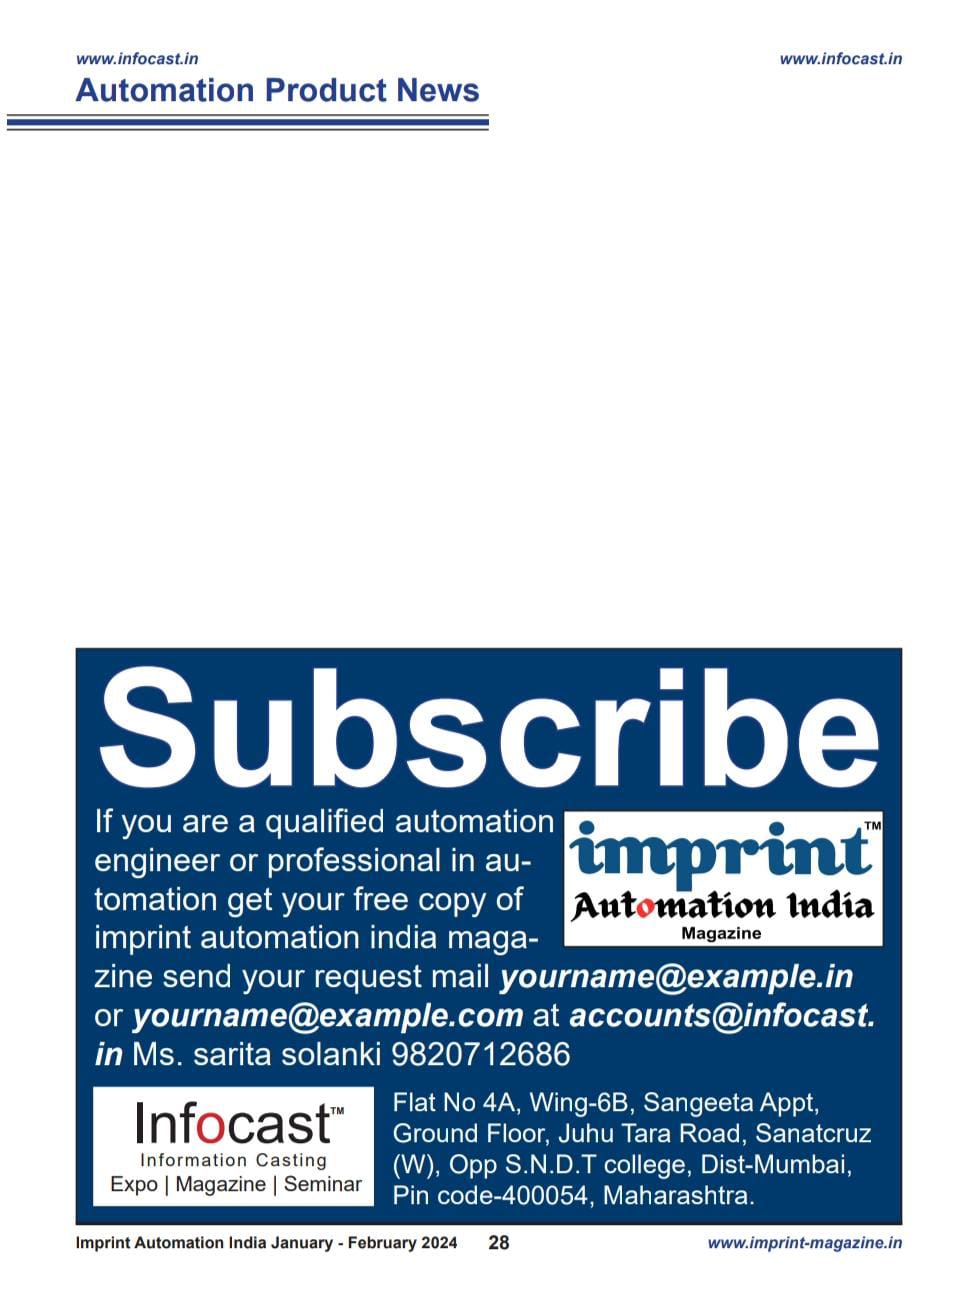 www.infocast.in
www.infocast.in
Automation Product News
Subscribe
If you are a qualified automation
engineer or professional in au-
tomation get your free copy of
imprint automation india maga-
zine send your request mail yourname@example.in
or yourname@example.com at accounts@infocast.
in Ms. sarita solanki 9820712686
imprint™
Automation India
Magazine
Infocast™
Information Casting
Expo | Magazine | Seminar
Flat No 4A, Wing-6B, Sangeeta Appt,
Ground Floor, Juhu Tara Road, Sanatcruz
(W), Opp S.N.D.T college, Dist-Mumbai,
Pin code-400054, Maharashtra.
Imprint Automation India January - February 2024 28 www.imprint-magazine.in